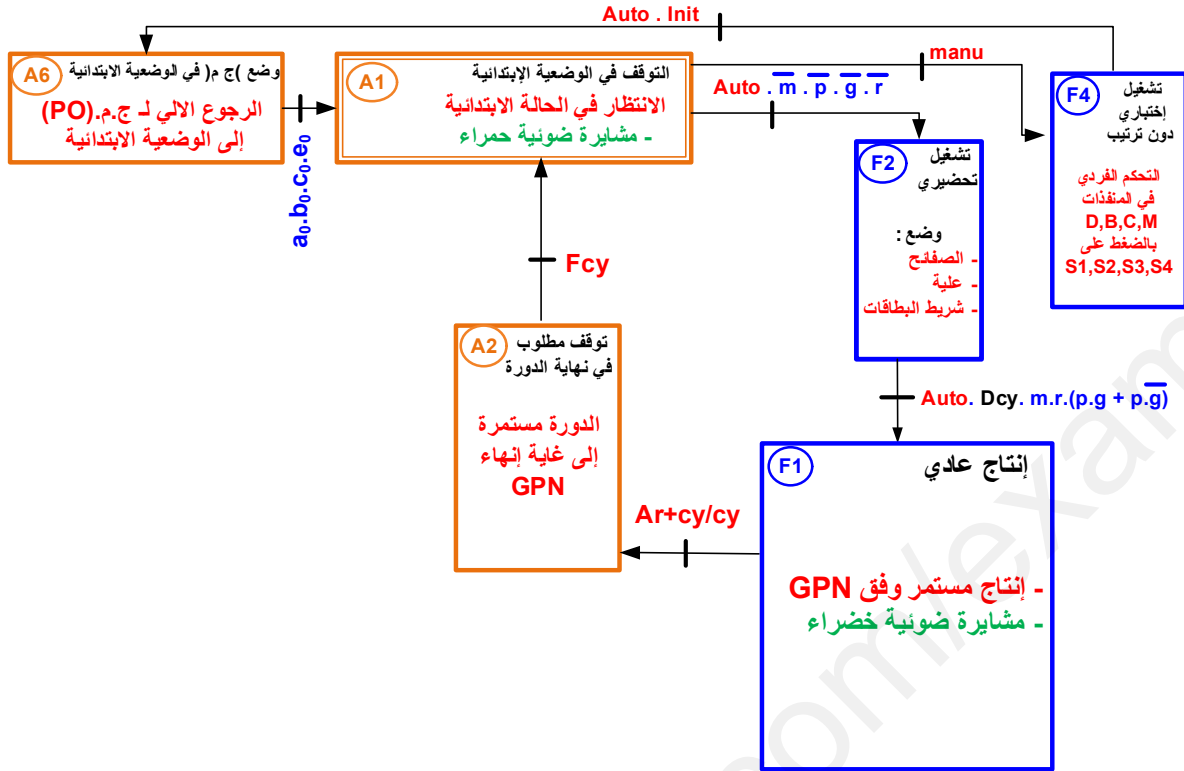 Auto . Init
A6
وضع )ج م( في الوضعية الابتدائية
الرجوع الالي لـ ج.م.(PO)
إلى الوضعية الابتدائية
a₀.b₀.c₀.e₀
A1
التوقف في الوضعية الإبتدائية
الانتظار في الحالة الابتدائية
- مشايرة ضوئية حمراء
manu
Auto . m̅ . p̅ . g̅ . r̅
F4
تشغيل
إختباري
دون ترتيب
التحكم الفردي
في المنفذات
D,B,C,M
بالضغط على
S1,S2,S3,S4
F2
تشغيل
تحضيري
وضع :
- الصفائح
- علية
- شريط البطاقات
Fcy
A2
توقف مطلوب
في نهاية الدورة
الدورة مستمرة
إلى غاية إنهاء
GPN
Auto. Dcy. m.r.(p.g + p.g̅)
F1
إنتاج عادي
- إنتاج مستمر وفق GPN
- مشايرة ضوئية خضراء
Ar+cy/cy
om/exam